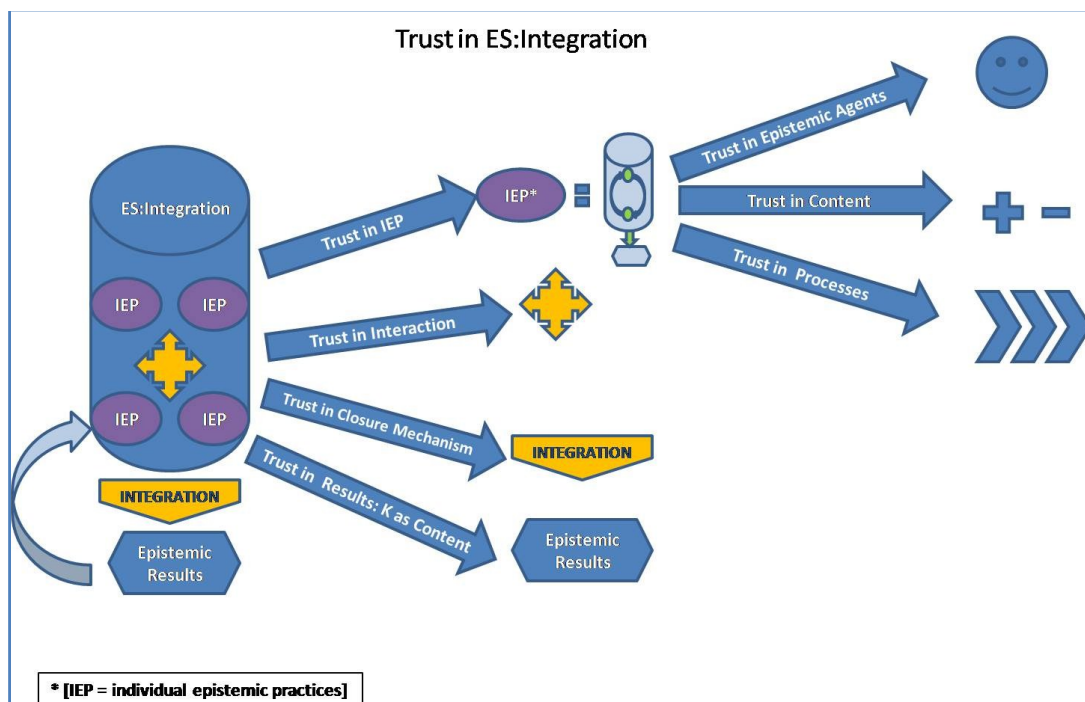 Trust in ES:Integration
ES:Integration
IEP
IEP
IEP
IEP
INTEGRATION
Epistemic
Results
Trust in IEP
Trust in Interaction
Trust in Closure Mechanism
Trust in Results: K as Content
IEP*
INTEGRATION
Epistemic
Results
Trust in Epistemic Agents
Trust in Content
Trust in Processes
* [IEP = individual epistemic practices]